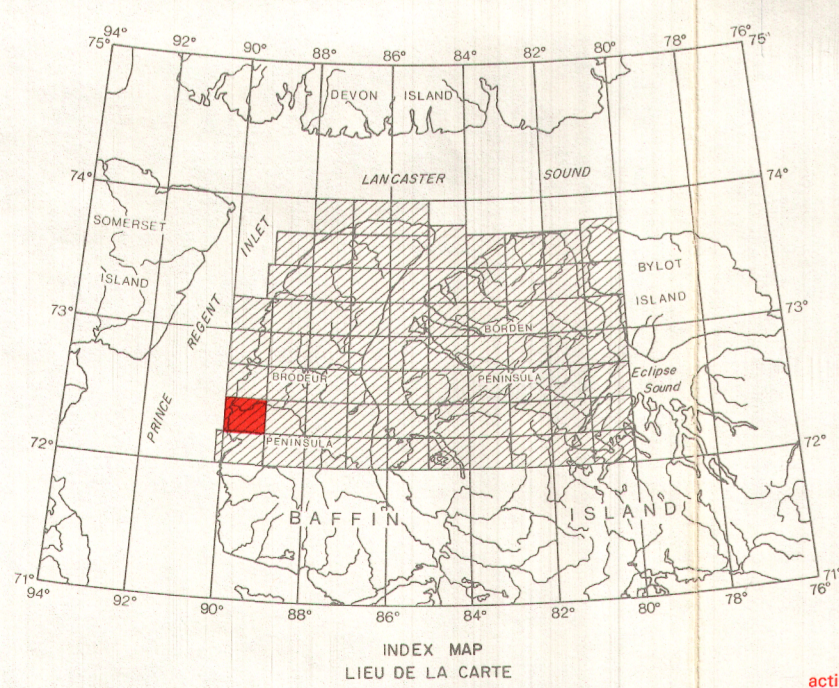 94° 92° 90° 88° 86° 84° 82° 80° 78° 76°
75° 75°
DEVON ISLAND
LANCASTER SOUND
74° 74°
SOMERSET
ISLAND
INLET
REGENT
PRINCE
BYLOT
ISLAND
73° 73°
BORDEN
BRODEUR PENINSULA
Eclipse
Sound
PENINSULA
72° 72°
BAFFIN ISLAND
71° 71°
94° 92° 90° 88° 86° 84° 82° 80° 78° 76°
INDEX MAP
LIEU DE LA CARTE
acti